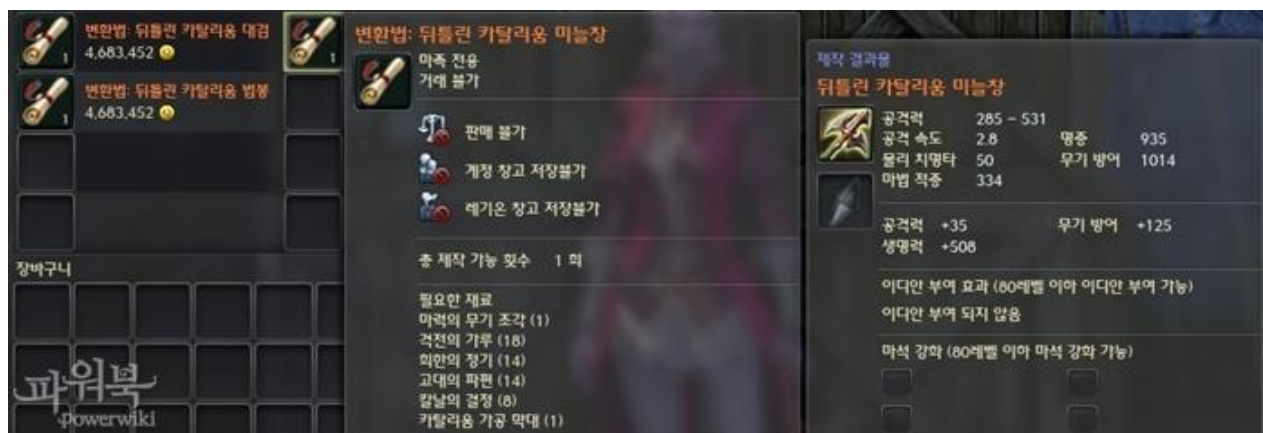 변환법: 뒤틀린 카탈리움 대검
4,683,452
1
변환법: 뒤틀린 카탈리움 법봉
4,683,452
1
1
장바구니
변환법: 뒤틀린 카탈리움 미늘창
마족 전용
거래 불가
1
판매 불가
계정 창고 저장불가
레기온 창고 저장불가
총 제작 가능 횟수 1 회
필요한 재료
마력의 무기 조각 (1)
격전의 가루 (18)
회한의 정기 (14)
고대의 파편 (14)
칼날의 결정 (8)
카탈리움 가공 막대 (1)
제작 결과물
뒤틀린 카탈리움 미늘창
공격력 285 - 531
공격 속도 2.8 명중 935
물리 치명타 50 무기 방어 1014
마법 적중 334
공격력 +35 무기 방어 +125
생명력 +508
이디안 부여 효과 (80레벨 이하 이디안 부여 가능)
이디안 부여 되지 않음
마석 강화 (80레벨 이하 마석 강화 가능)
파워북
Powerwiki